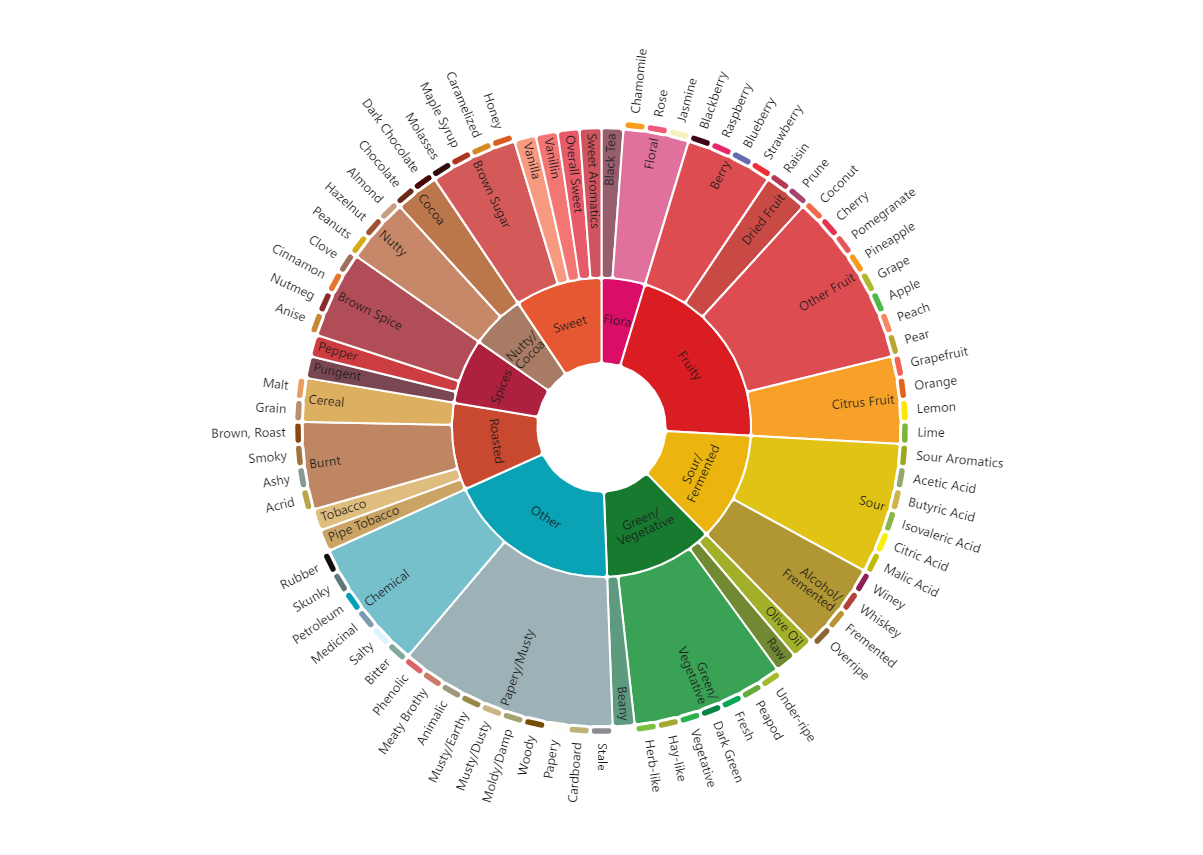 Flora
Black Tea
Floral
Chamomile
Rose
Jasmine
Fruity
Berry
Blackberry
Raspberry
Blueberry
Strawberry
Dried Fruit
Raisin
Prune
Other Fruit
Coconut
Cherry
Pomegranate
Pineapple
Grape
Apple
Peach
Pear
Citrus Fruit
Grapefruit
Orange
Lemon
Lime
Sour/
Fermented
Sour
Sour Aromatics
Acetic Acid
Butyric Acid
Isovaleric Acid
Citric Acid
Malic Acid
Alcohol/
Fremented
Winey
Whiskey
Fremented
Overripe
Green/
Vegetative
Olive Oil
Raw
Green/
Vegetative
Under-ripe
Peapod
Fresh
Dark Green
Vegetative
Hay-like
Herb-like
Beany
Other
Papery/Musty
Stale
Cardboard
Papery
Woody
Moldy/Damp
Musty/Dusty
Musty/Earthy
Animalic
Meaty Brothy
Phenolic
Chemical
Bitter
Salty
Medicinal
Petroleum
Skunky
Rubber
Roasted
Pipe Tobacco
Tobacco
Burnt
Acrid
Ashy
Smoky
Brown, Roast
Cereal
Grain
Malt
Spices
Pungent
Pepper
Brown Spice
Anise
Nutmeg
Cinnamon
Clove
Nutty/
Cocoa
Nutty
Peanuts
Hazelnut
Almond
Cocoa
Chocolate
Dark Chocolate
Sweet
Brown Sugar
Molasses
Maple Syrup
Caramelized
Honey
Vanilla
Vanillin
Overall Sweet
Sweet Aromatics